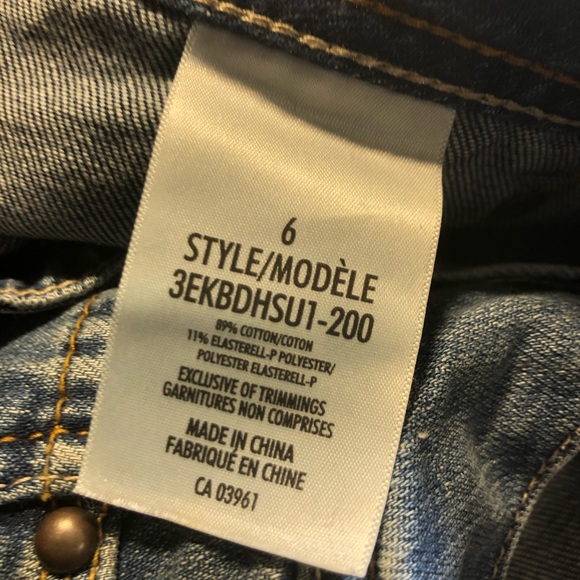 6
STYLE/MODÈLE
3EKBDHSU1-200
89% COTTON/COTON
11% ELASTERELL-P POLYESTER/
POLYESTER ELASTERELL-P
EXCLUSIVE OF TRIMMINGS
GARNITURES NON COMPRISES
MADE IN CHINA
FABRIQUÉ EN CHINE
CA 03961